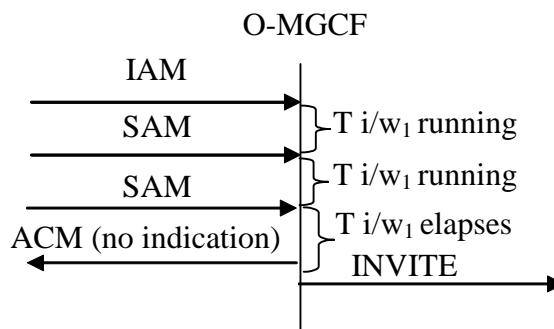 O-MGCF
IAM
T i/w1 running
SAM
T i/w1 running
SAM
T i/w1 elapses
ACM (no indication)
INVITE